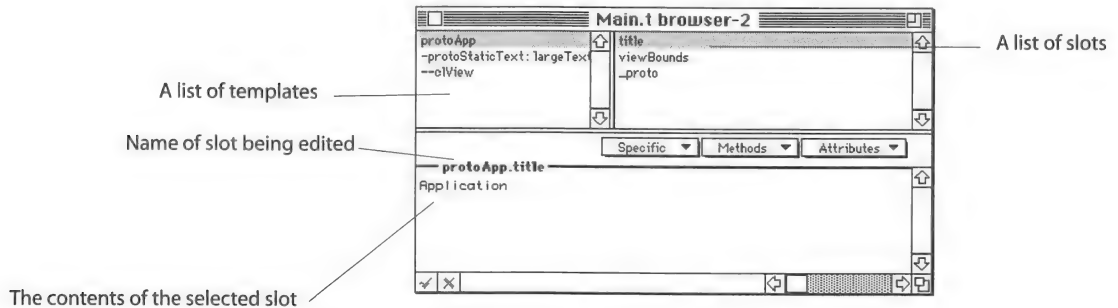 Main.t browser-2
protoApp
-protoStaticText: largeText
--clView
title
viewBounds
_proto
A list of slots
A list of templates
Name of slot being edited
Specific
Methods
Attributes
protoApp.title
Application
The contents of the selected slot